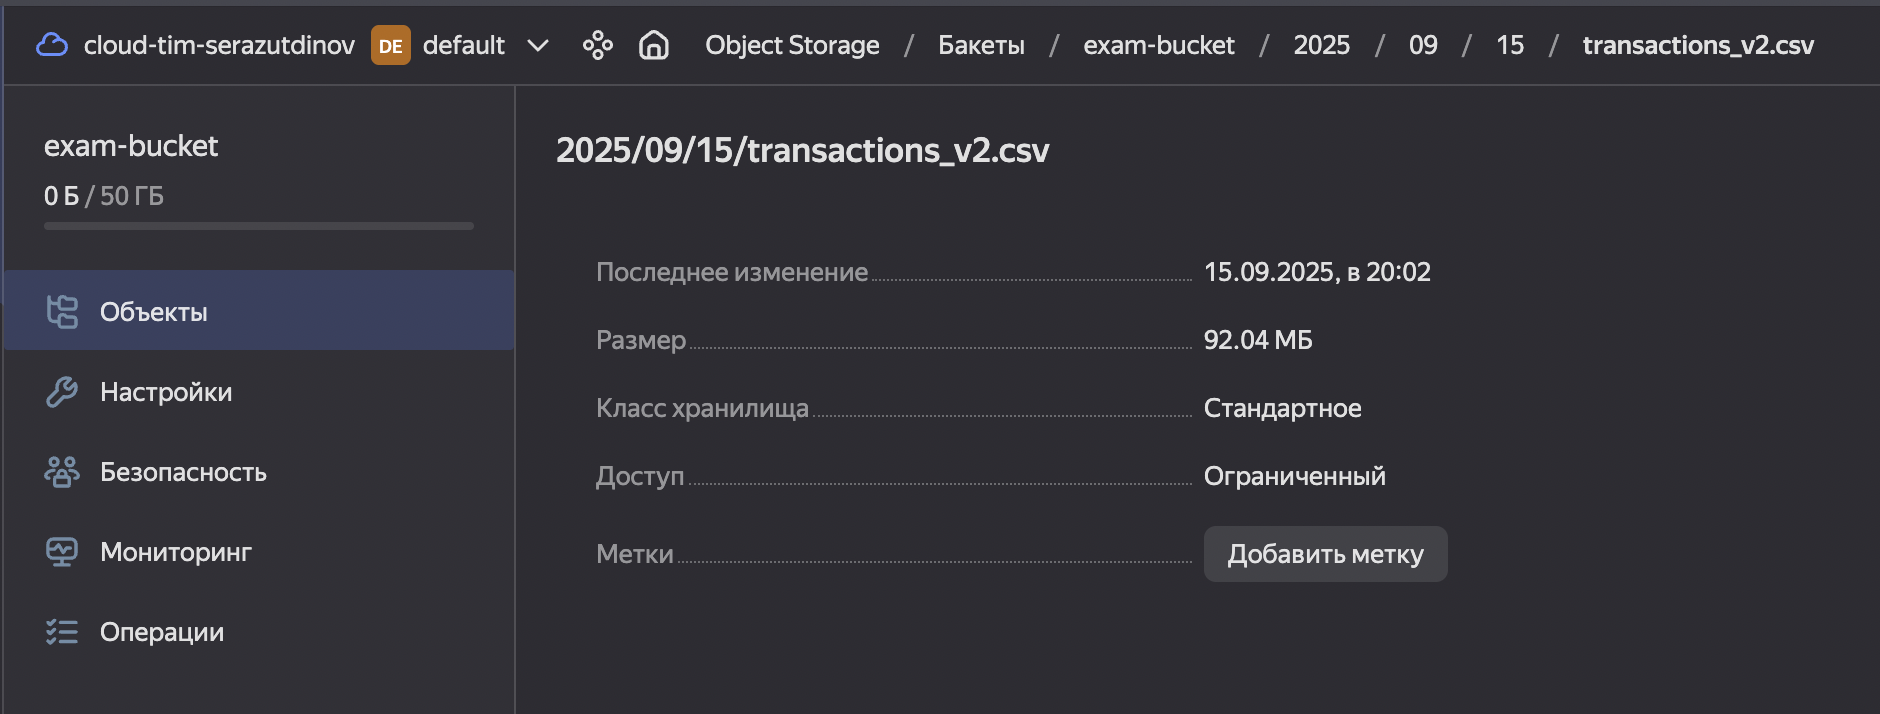 cloud-tim-serazutdinov DE default Object Storage / Бакеты / exam-bucket / 2025 / 09 / 15 / transactions_v2.csv
exam-bucket
0 Б / 50 ГБ
Объекты
Настройки
Безопасность
Мониторинг
Операции
2025/09/15/transactions_v2.csv
Последнее изменение 15.09.2025, в 20:02
Размер 92.04 МБ
Класс хранилища Стандартное
Доступ Ограниченный
Метки Добавить метку